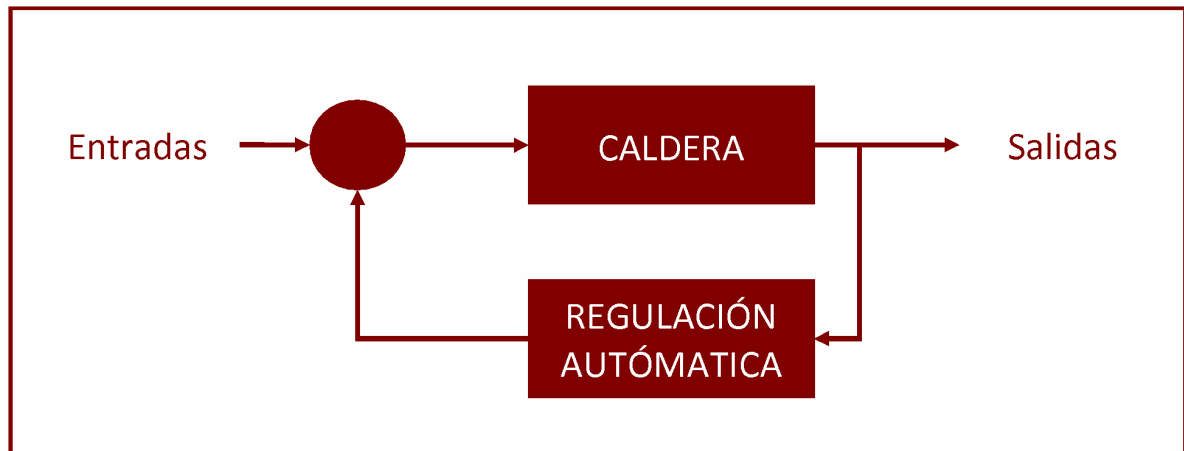 Entradas
CALDERA
Salidas
REGULACIÓN
AUTÓMATICA